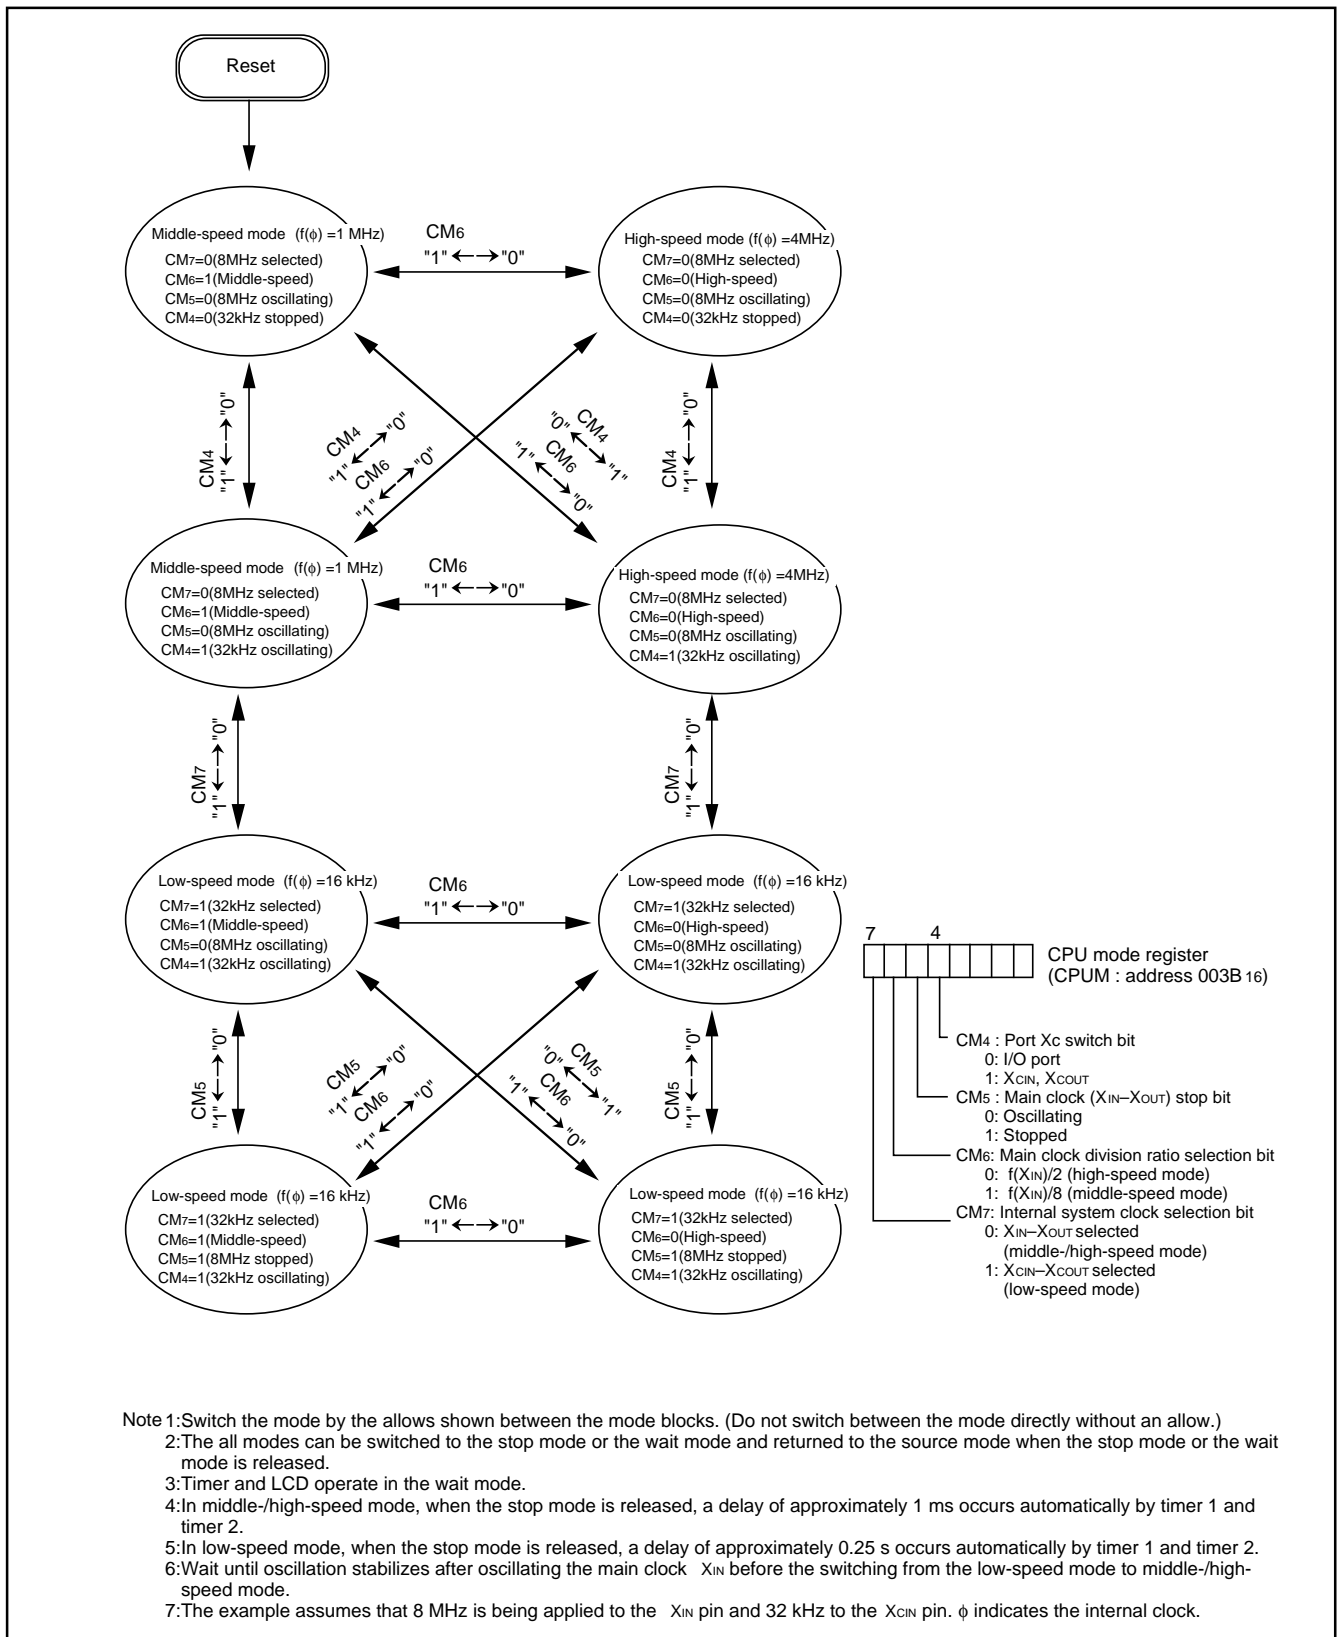 Reset
Middle-speed mode (f(ϕ) =1 MHz)
CM7=0(8MHz selected)
CM6=1(Middle-speed)
CM5=0(8MHz oscillating)
CM4=0(32kHz stopped)
CM6
"1" ←→ "0"
High-speed mode (f(ϕ) =4MHz)
CM7=0(8MHz selected)
CM6=0(High-speed)
CM5=0(8MHz oscillating)
CM4=0(32kHz stopped)
CM4
"1" ←→ "0"
CM4
"1" ←→ "0"
CM6
"1" ←→ "0"
CM4
"0" ←→ "1"
CM6
"1" ←→ "0"
CM4
"1" ←→ "0"
Middle-speed mode (f(ϕ) =1 MHz)
CM7=0(8MHz selected)
CM6=1(Middle-speed)
CM5=0(8MHz oscillating)
CM4=1(32kHz oscillating)
CM6
"1" ←→ "0"
High-speed mode (f(ϕ) =4MHz)
CM7=0(8MHz selected)
CM6=0(High-speed)
CM5=0(8MHz oscillating)
CM4=1(32kHz oscillating)
CM7
"1" ←→ "0"
CM7
"1" ←→ "0"
Low-speed mode (f(ϕ) =16 kHz)
CM7=1(32kHz selected)
CM6=1(Middle-speed)
CM5=0(8MHz oscillating)
CM4=1(32kHz oscillating)
CM6
"1" ←→ "0"
Low-speed mode (f(ϕ) =16 kHz)
CM7=1(32kHz selected)
CM6=0(High-speed)
CM5=0(8MHz oscillating)
CM4=1(32kHz oscillating)
CM5
"1" ←→ "0"
CM5
"1" ←→ "0"
CM6
"1" ←→ "0"
CM5
"0" ←→ "1"
CM6
"1" ←→ "0"
CM5
"1" ←→ "0"
Low-speed mode (f(ϕ) =16 kHz)
CM7=1(32kHz selected)
CM6=1(Middle-speed)
CM5=1(8MHz stopped)
CM4=1(32kHz oscillating)
CM6
"1" ←→ "0"
Low-speed mode (f(ϕ) =16 kHz)
CM7=1(32kHz selected)
CM6=0(High-speed)
CM5=1(8MHz stopped)
CM4=1(32kHz oscillating)
7 4
CPU mode register
(CPUM : address 003B 16)
CM4 : Port Xc switch bit
0: I/O port
1: XCIN, XCOUT
CM5 : Main clock (XIN–XOUT) stop bit
0: Oscillating
1: Stopped
CM6: Main clock division ratio selection bit
0: f(XIN)/2 (high-speed mode)
1: f(XIN)/8 (middle-speed mode)
CM7: Internal system clock selection bit
0: XIN–XOUT selected
(middle-/high-speed mode)
1: XCIN–XCOUT selected
(low-speed mode)
Note 1:Switch the mode by the allows shown between the mode blocks. (Do not switch between the mode directly without an allow.)
2:The all modes can be switched to the stop mode or the wait mode and returned to the source mode when the stop mode or the wait
mode is released.
3:Timer and LCD operate in the wait mode.
4:In middle-/high-speed mode, when the stop mode is released, a delay of approximately 1 ms occurs automatically by timer 1 and
timer 2.
5:In low-speed mode, when the stop mode is released, a delay of approximately 0.25 s occurs automatically by timer 1 and timer 2.
6:Wait until oscillation stabilizes after oscillating the main clock XIN before the switching from the low-speed mode to middle-/high-
speed mode.
7:The example assumes that 8 MHz is being applied to the XIN pin and 32 kHz to the XCIN pin. ϕ indicates the internal clock.